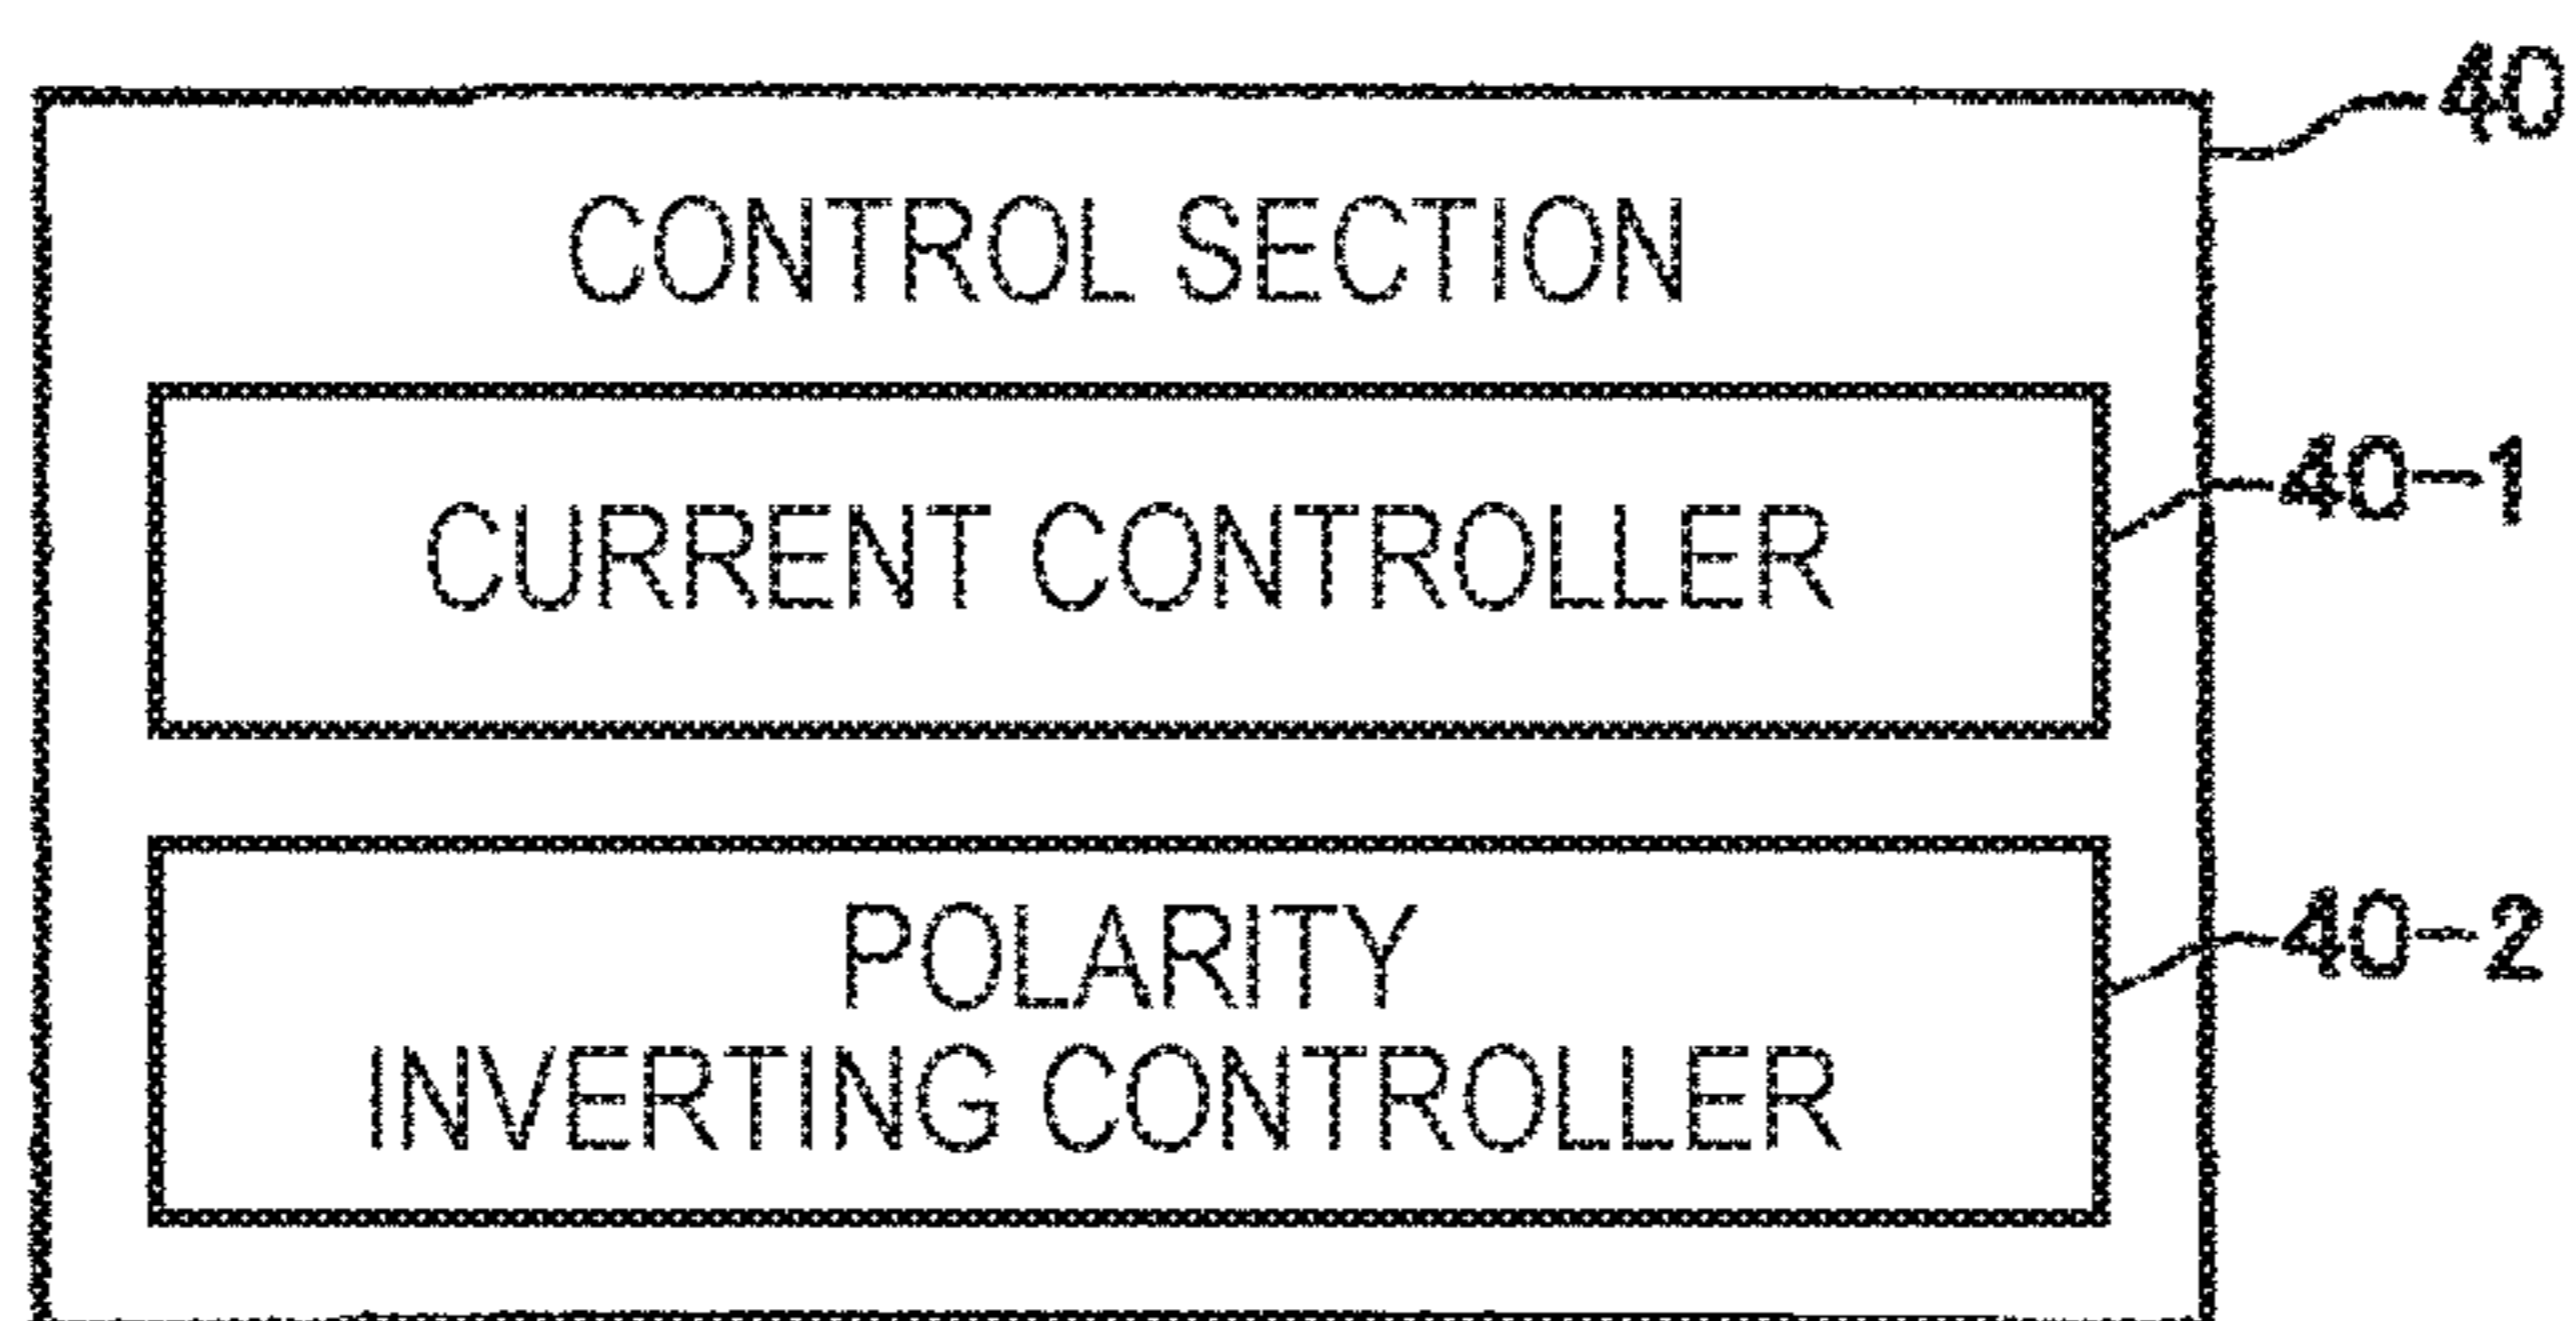 40
CONTROL SECTION
40-1
CURRENT CONTROLLER
40-2
POLARITY
INVERTING CONTROLLER